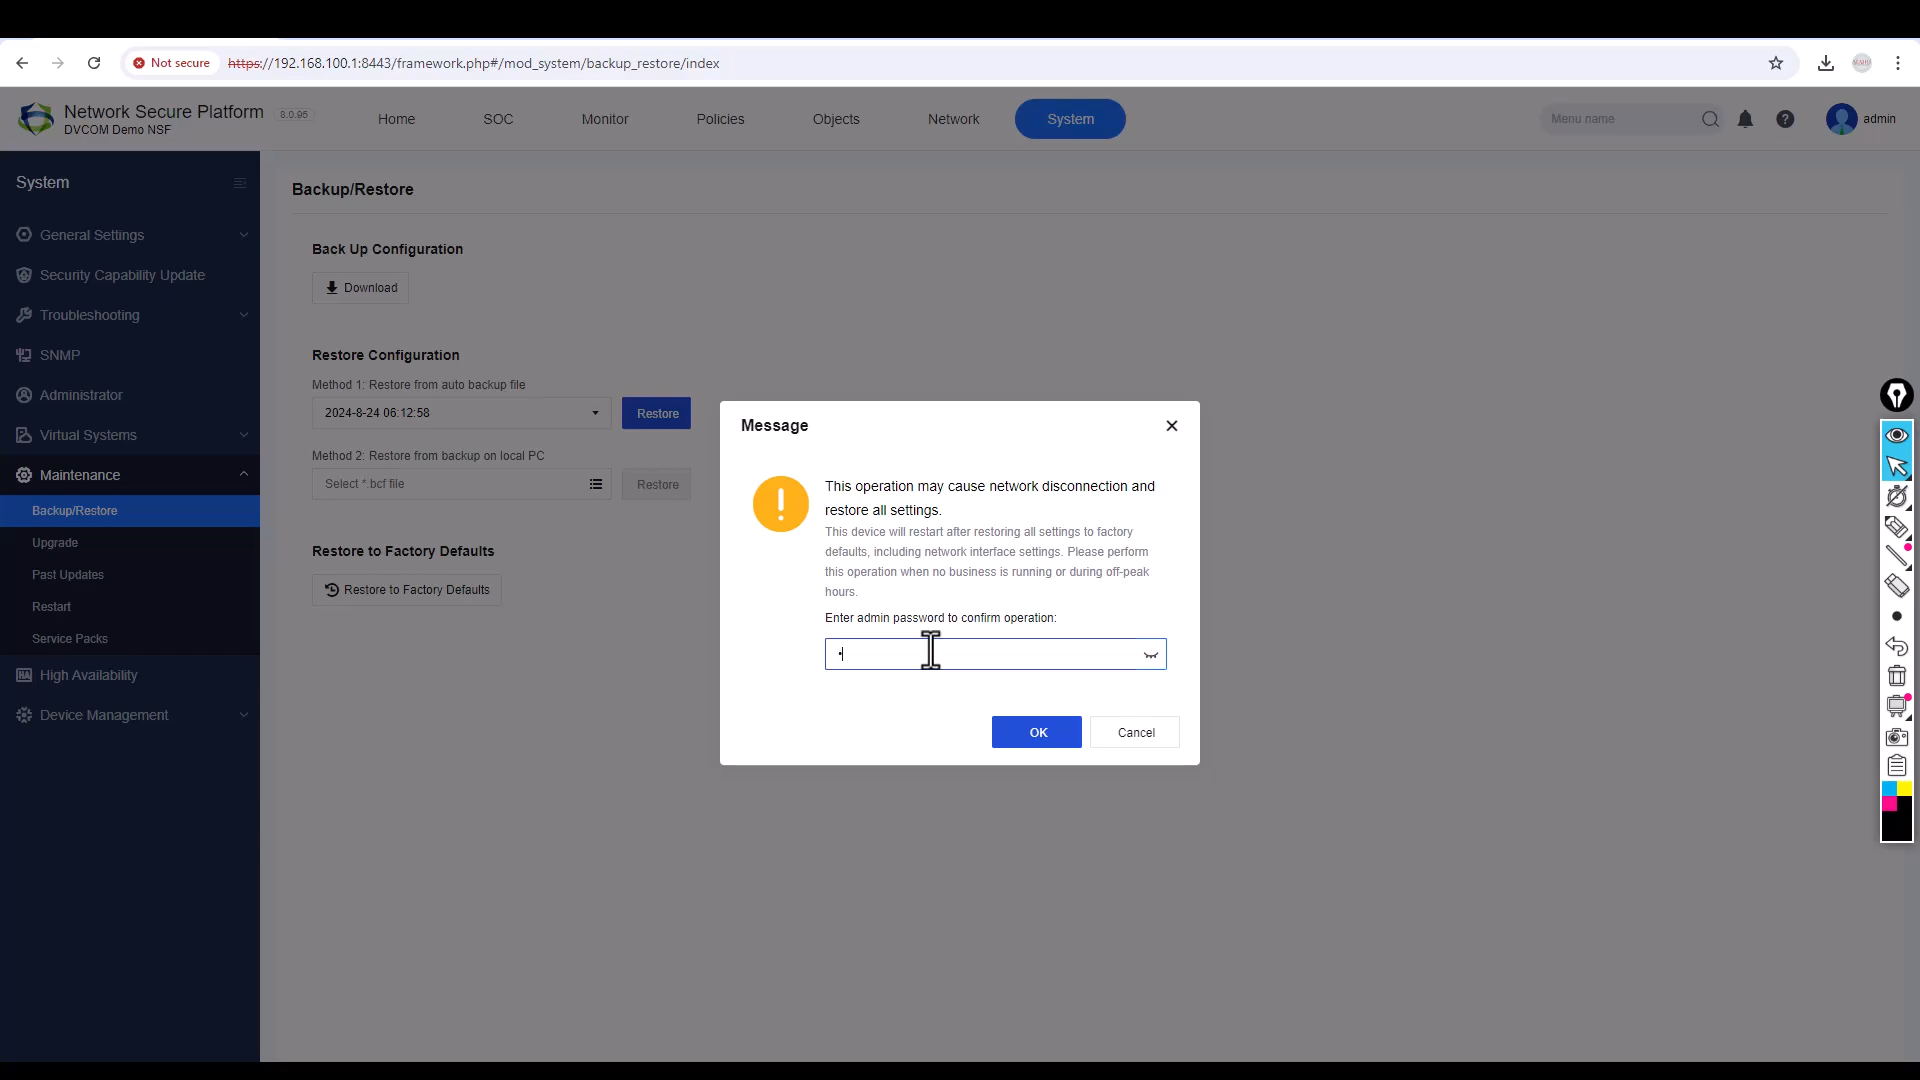 Not secure
https://192.168.100.1:8443/framework.php#/mod_system/backup_restore/index
Network Secure Platform
8.0.95
DVCOM Demo NSF
Home
SOC
Monitor
Policies
Objects
Network
System
Menu name
admin
System
General Settings
Security Capability Update
Troubleshooting
SNMP
Administrator
Virtual Systems
Maintenance
Backup/Restore
Upgrade
Past Updates
Restart
Service Packs
HA High Availability
Device Management
Backup/Restore
Back Up Configuration
Download
Restore Configuration
Method 1: Restore from auto backup file
2024-8-24 06:12:58
Restore
Method 2: Restore from backup on local PC
Select *.bcf file
Restore
Restore to Factory Defaults
Restore to Factory Defaults
Message
This operation may cause network disconnection and
restore all settings.
This device will restart after restoring all settings to factory
defaults, including network interface settings. Please perform
this operation when no business is running or during off-peak
hours.
Enter admin password to confirm operation:
OK
Cancel